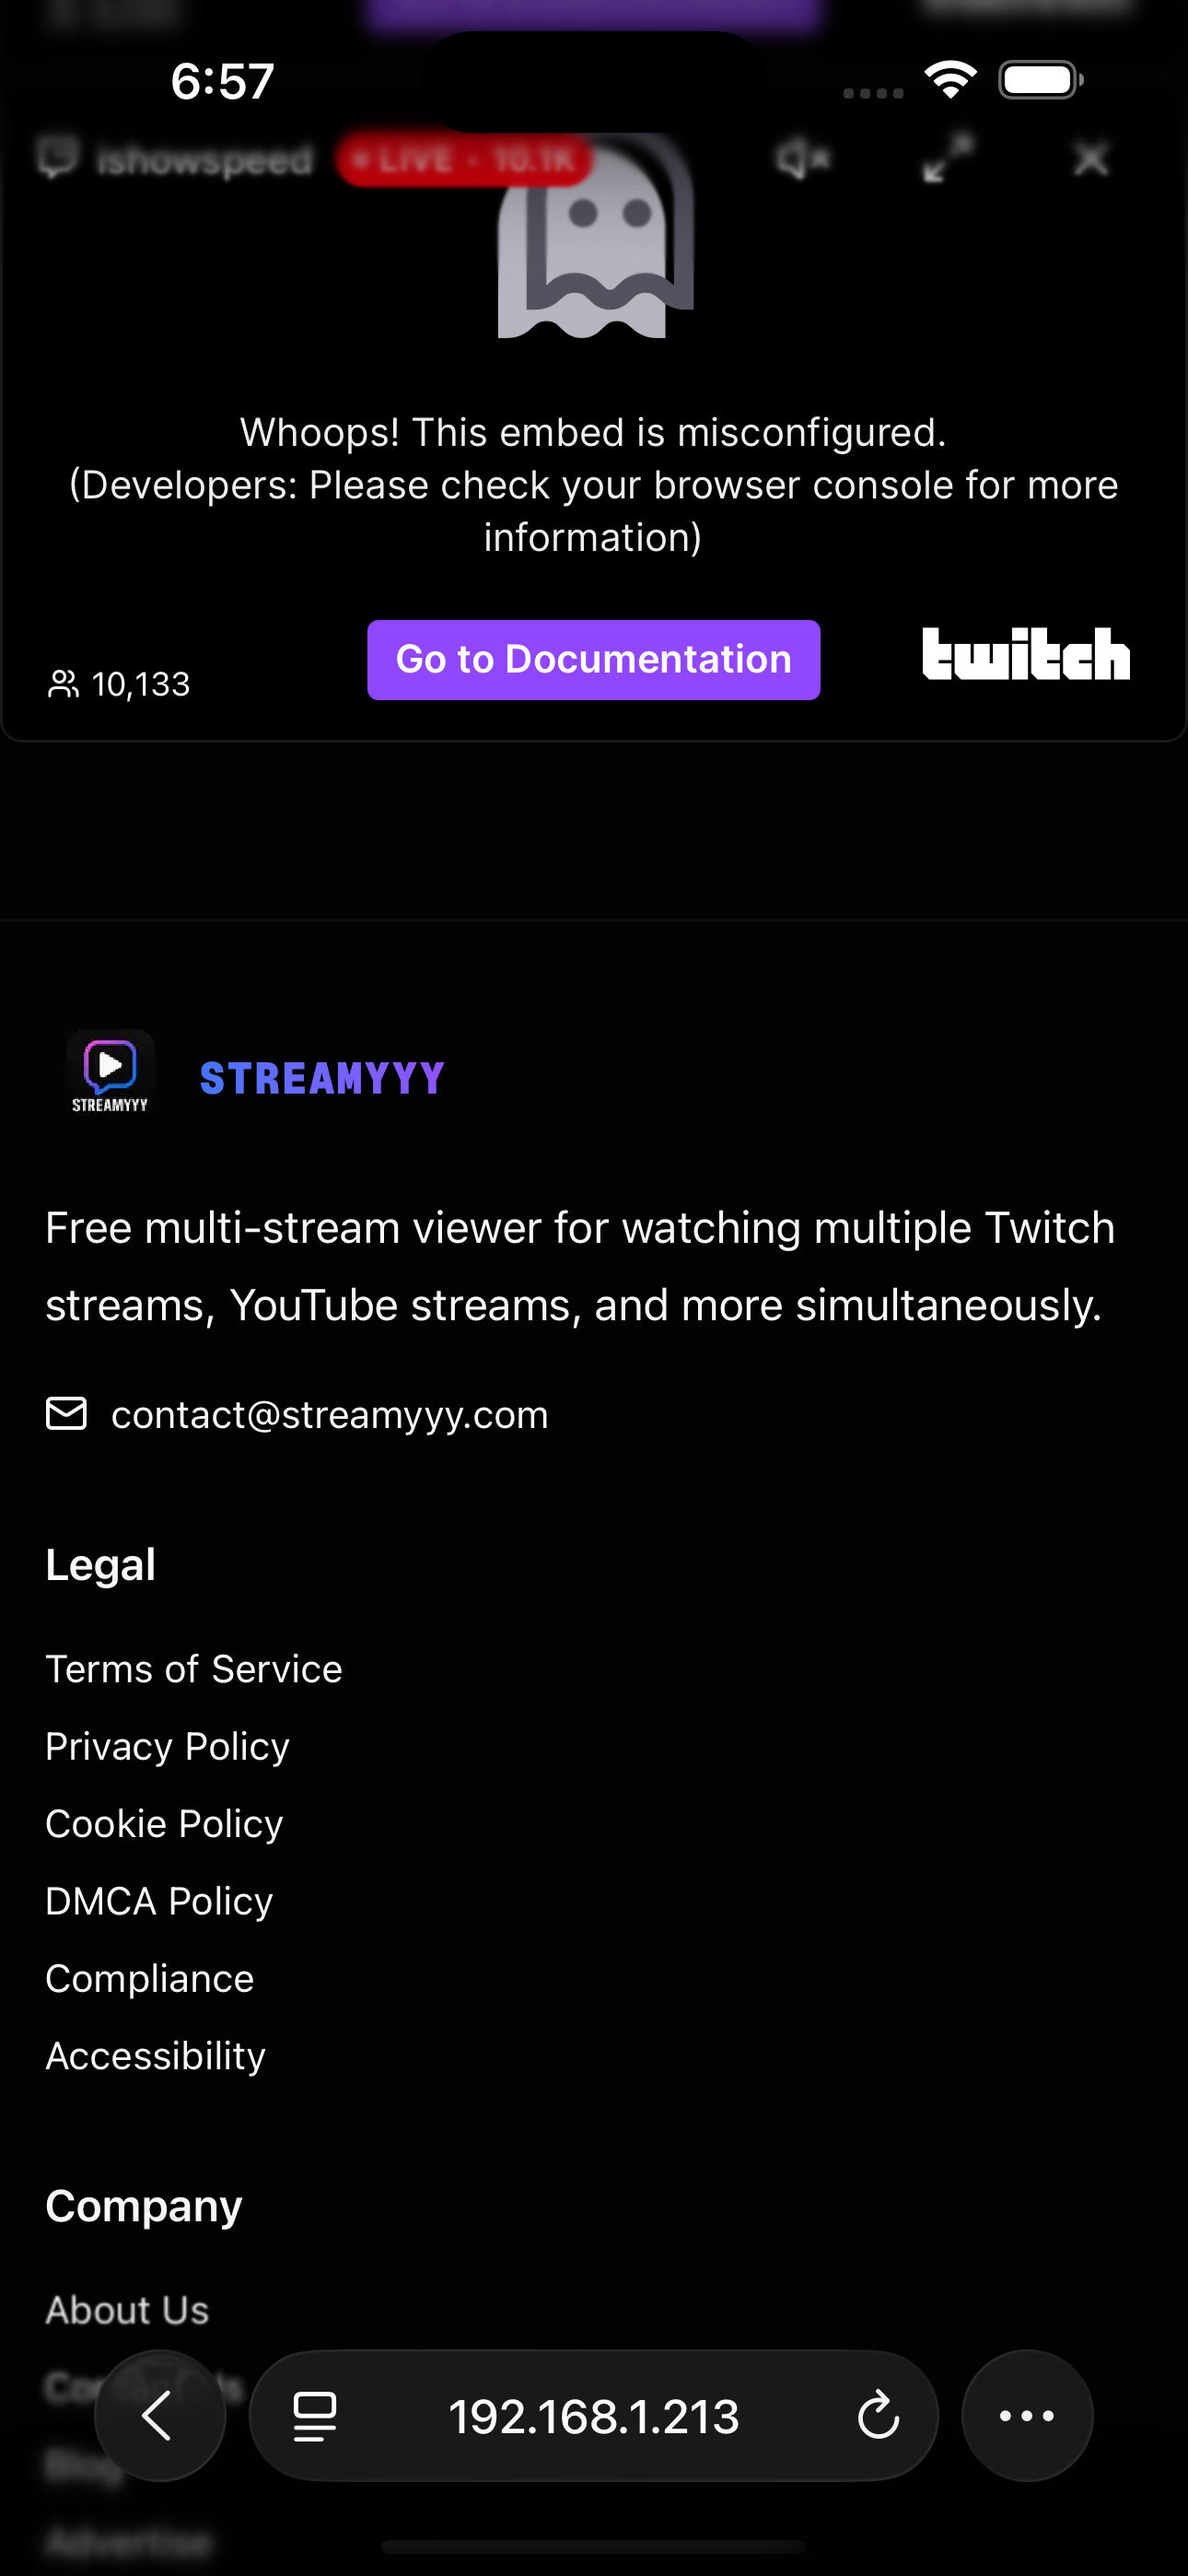 6:57
ishowspeed
LIVE · 10.1K
Whoops! This embed is misconfigured.
(Developers: Please check your browser console for more
information)
Go to Documentation
twitch
10,133
STREAMYYY
STREAMYYY
Free multi-stream viewer for watching multiple Twitch
streams, YouTube streams, and more simultaneously.
contact@streamyyy.com
Legal
Terms of Service
Privacy Policy
Cookie Policy
DMCA Policy
Compliance
Accessibility
Company
About Us
Blog
192.168.1.213
Advertise